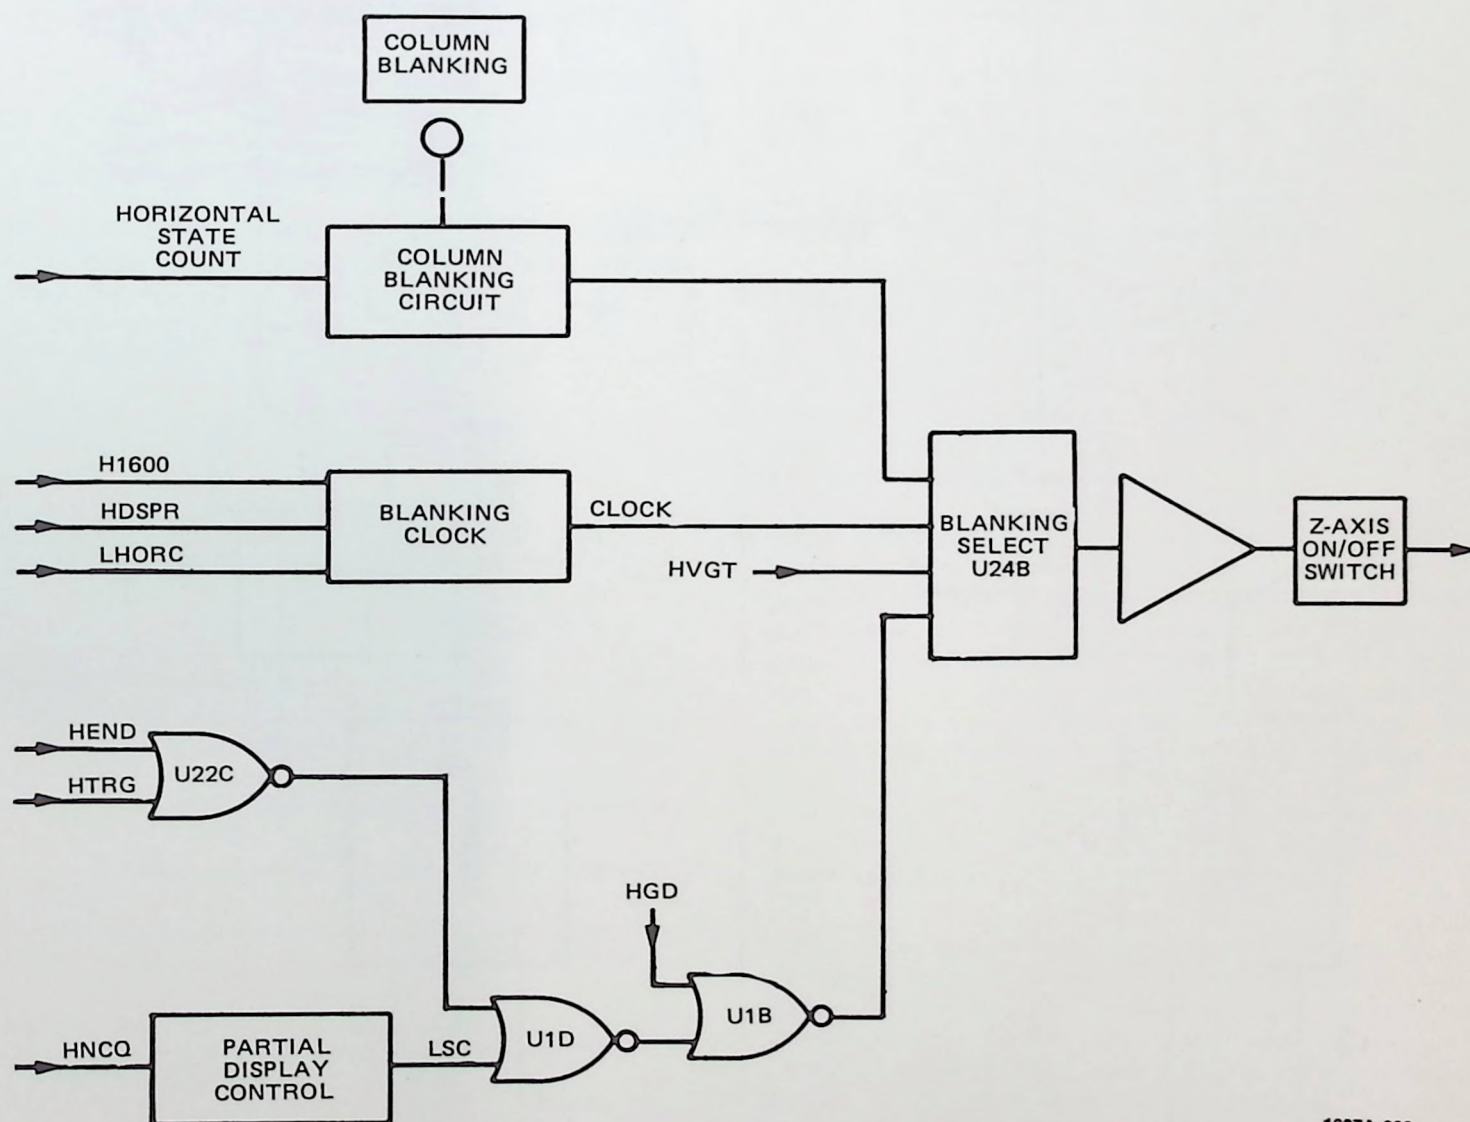 COLUMN
BLANKING
HORIZONTAL
STATE
COUNT
COLUMN
BLANKING
CIRCUIT
H1600
HDSPR
LHORC
BLANKING
CLOCK
CLOCK
HVGT
BLANKING
SELECT
U24B
Z-AXIS
ON/OFF
SWITCH
HEND
HTRG
U22C
HGD
U1B
U1D
HNCQ
PARTIAL
DISPLAY
CONTROL
LSC